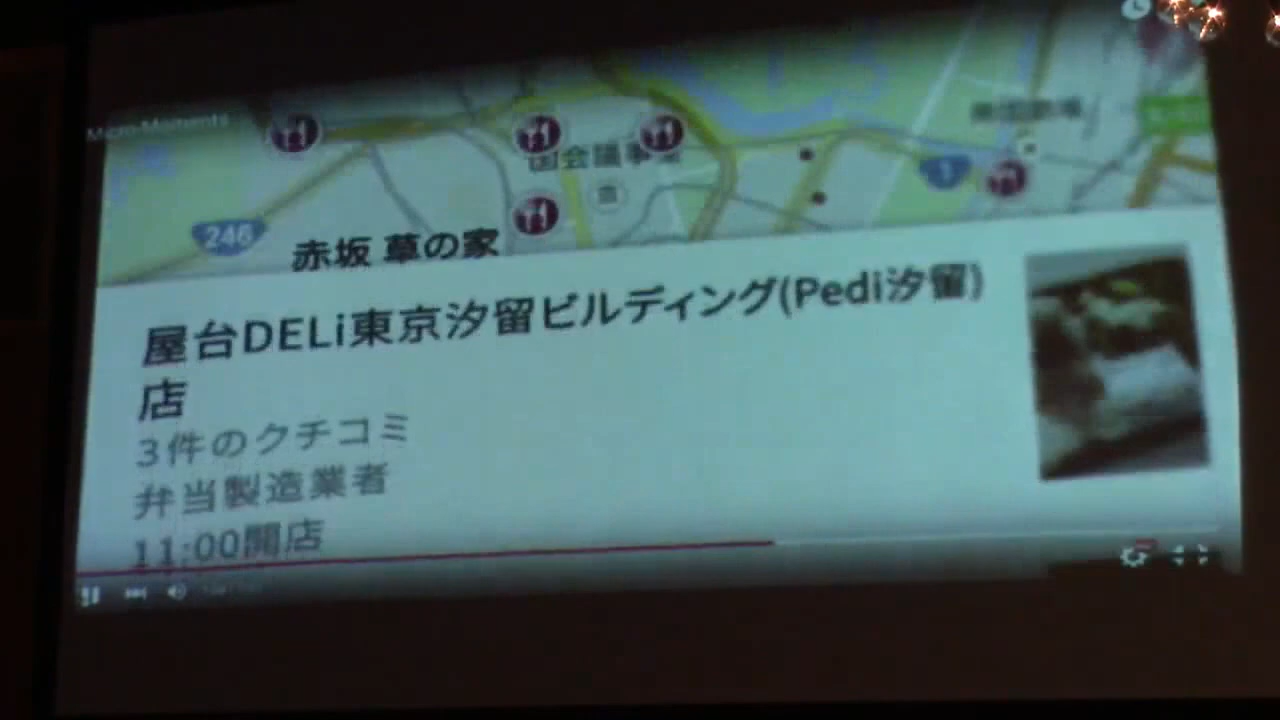 Micro-Moments
国会議事堂
1
246
赤坂 草の家
屋台DELi東京汐留ビルディング(Pedi汐留)
店
3件のクチコミ
弁当製造業者
11:00開店